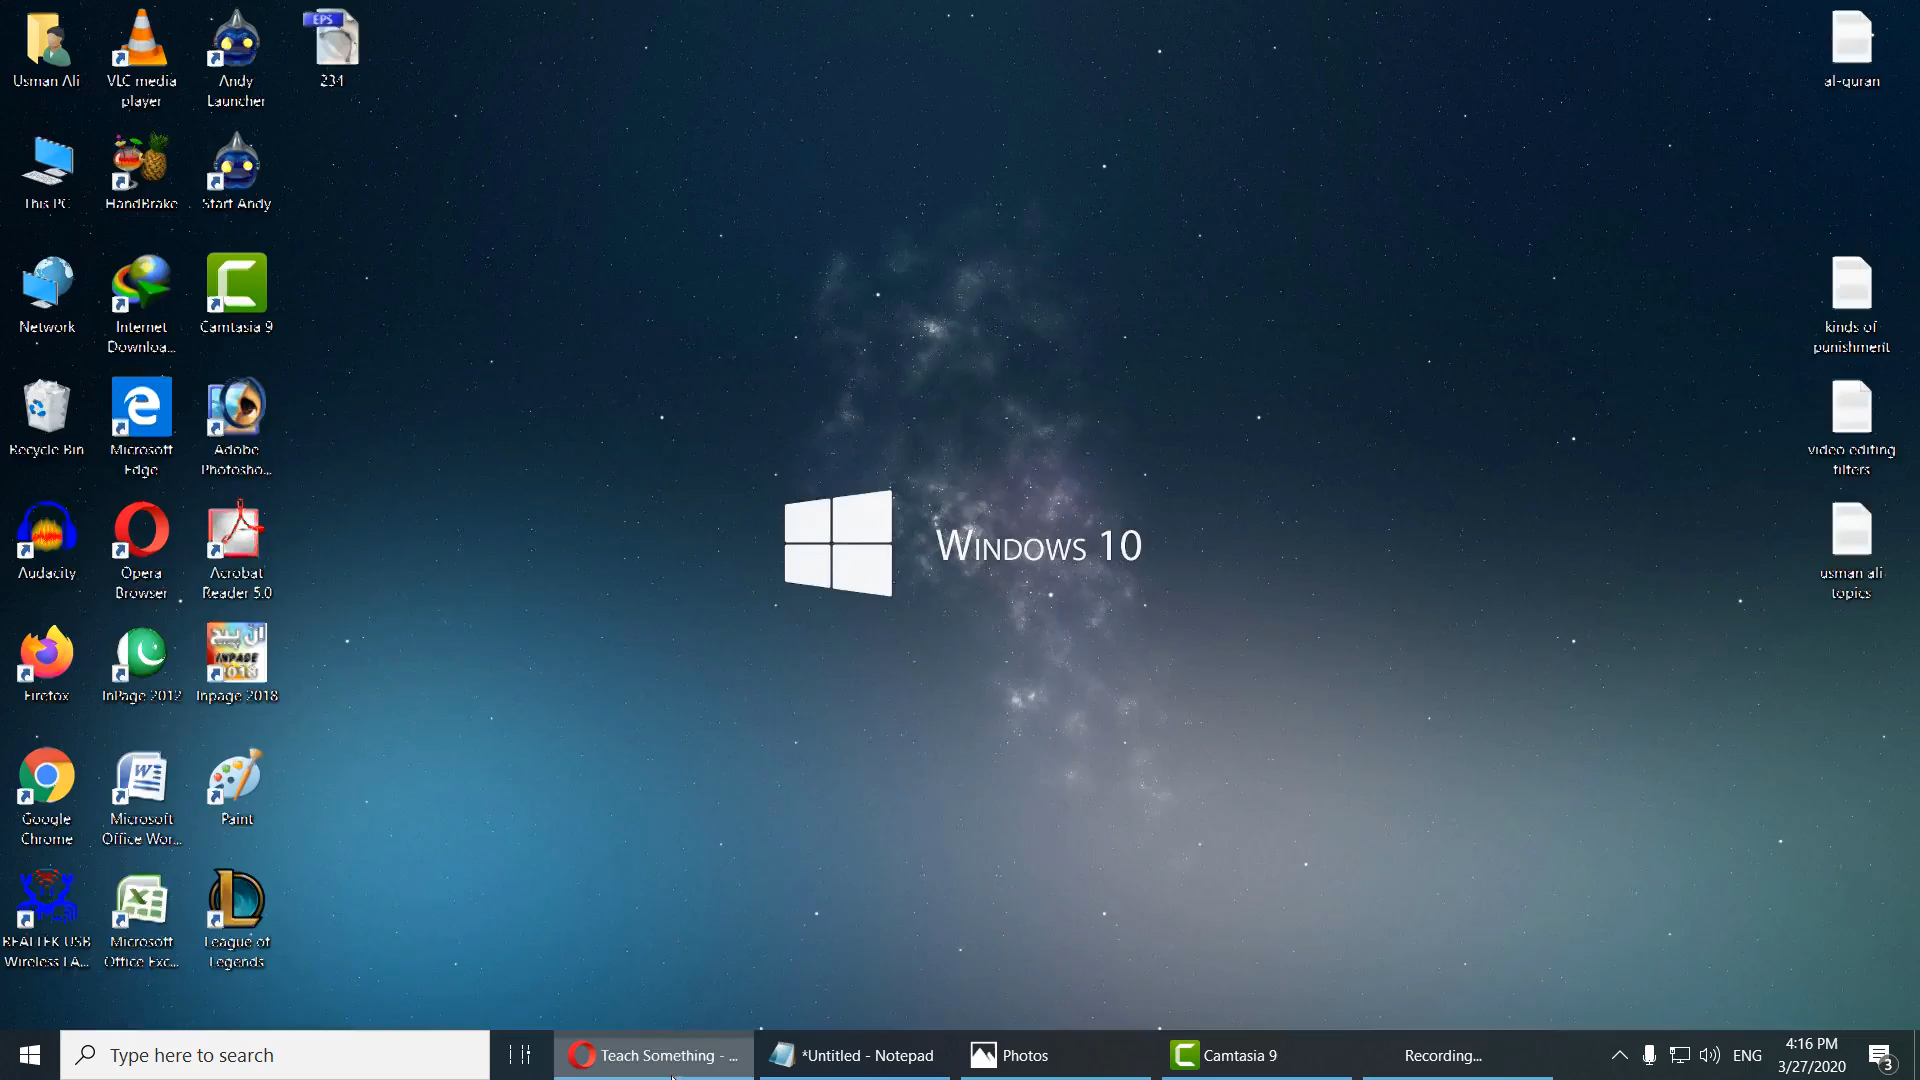 Usman Ali
VLC media
player
Andy
Launcher
EPS
234
al-quran
This PC
HandBrake
Start Andy
Network
Internet
Downloa...
Camtasia 9
kinds of
punishment
Recycle Bin
Microsoft
Edge
Adobe
Photosho...
video editing
filters
WINDOWS 10
Audacity
Opera
Browser
Acrobat
Reader 5.0
usman ali
topics
ان پیج
INPAGE
2018
Firefox
InPage 2012
Inpage 2018
Google
Chrome
Microsoft
Office Wor...
Paint
REALTEK USB
Wireless LA...
Microsoft
Office Exc...
League of
Legends
Type here to search
Teach Something - ...
*Untitled - Notepad
Photos
Camtasia 9
Recording...
ENG
4:16 PM
3/27/2020
3